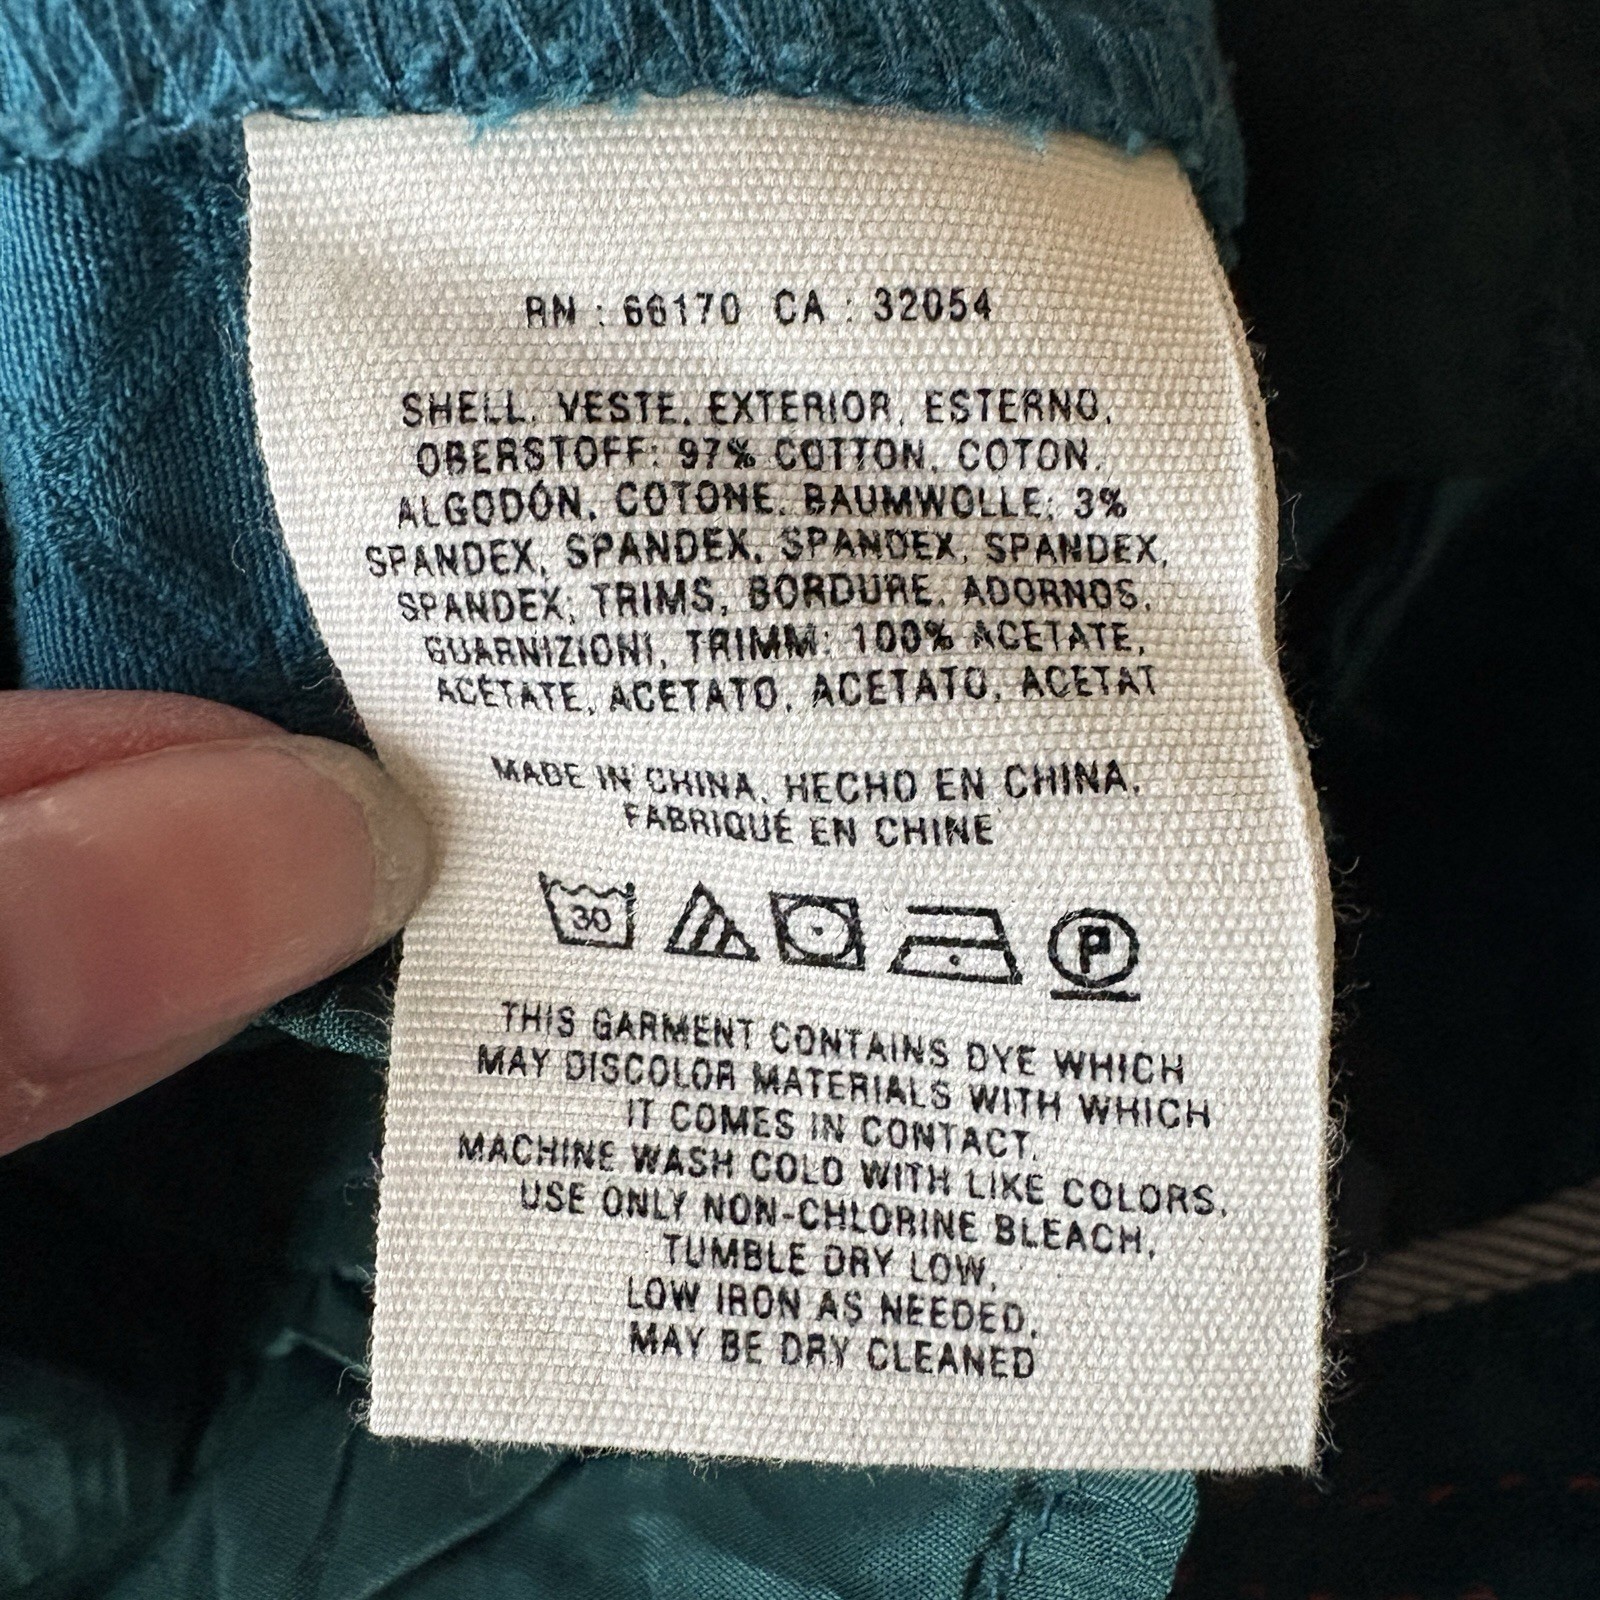 RN : 66170 CA : 32054
SHELL, VESTE, EXTERIOR, ESTERNO,
OBERSTOFF: 97% COTTON, COTON,
ALGODÓN, COTONE, BAUMWOLLE; 3%
SPANDEX, SPANDEX, SPANDEX, SPANDEX,
SPANDEX; TRIMS, BORDURE, ADORNOS,
GUARNIZIONI, TRIMM: 100% ACETATE,
ACÉTATE, ACETATO, ACETATO, ACETAT
MADE IN CHINA, HECHO EN CHINA,
FABRIQUÉ EN CHINE
30 P
THIS GARMENT CONTAINS DYE WHICH
MAY DISCOLOR MATERIALS WITH WHICH
IT COMES IN CONTACT.
MACHINE WASH COLD WITH LIKE COLORS.
USE ONLY NON-CHLORINE BLEACH,
TUMBLE DRY LOW,
LOW IRON AS NEEDED,
MAY BE DRY CLEANED